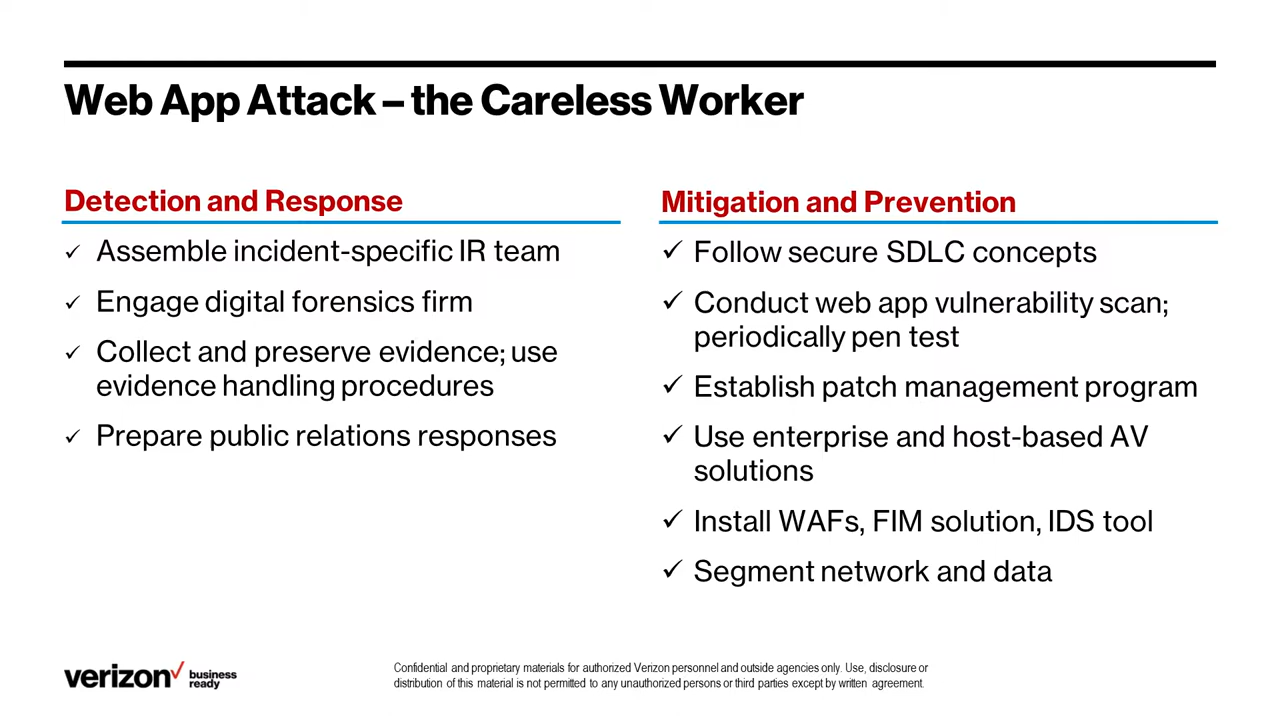 Web App Attack – the Careless Worker
Detection and Response
✓ Assemble incident-specific IR team
✓ Engage digital forensics firm
✓ Collect and preserve evidence; use
evidence handling procedures
✓ Prepare public relations responses
Mitigation and Prevention
✓ Follow secure SDLC concepts
✓ Conduct web app vulnerability scan;
periodically pen test
✓ Establish patch management program
✓ Use enterprise and host-based AV
solutions
✓ Install WAFs, FIM solution, IDS tool
✓ Segment network and data
verizon✓ business
ready
Confidential and proprietary materials for authorized Verizon personnel and outside agencies only. Use, disclosure or
distribution of this material is not permitted to any unauthorized persons or third parties except by written agreement.